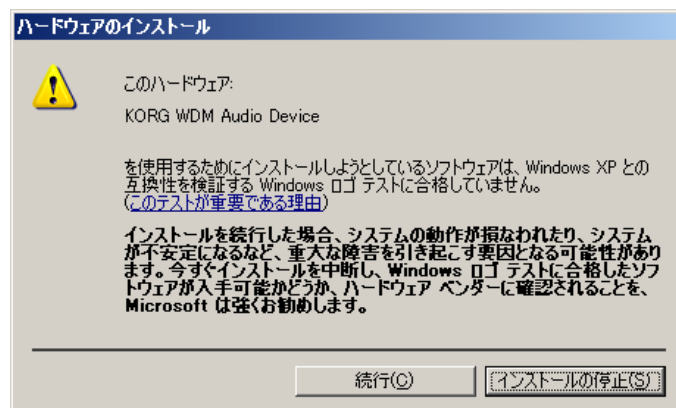 ハードウェアのインストール
このハードウェア:
KORG WDM Audio Device
を使用するためにインストールしようとしているソフトウェアは、Windows XP との
互換性を検証する Windows ロゴ テストに合格していません。
(このテストが重要である理由)
インストールを続行した場合、システムの動作が損なわれたり、システム
が不安定になるなど、重大な障害を引き起こす要因となる可能性があり
ます。今すぐインストールを中断し、Windows ロゴ テストに合格したソフ
トウェアが入手可能かどうか、ハードウェア ベンダーに確認されることを、
Microsoft は強くお勧めします。
続行(C)
インストールの停止(S)